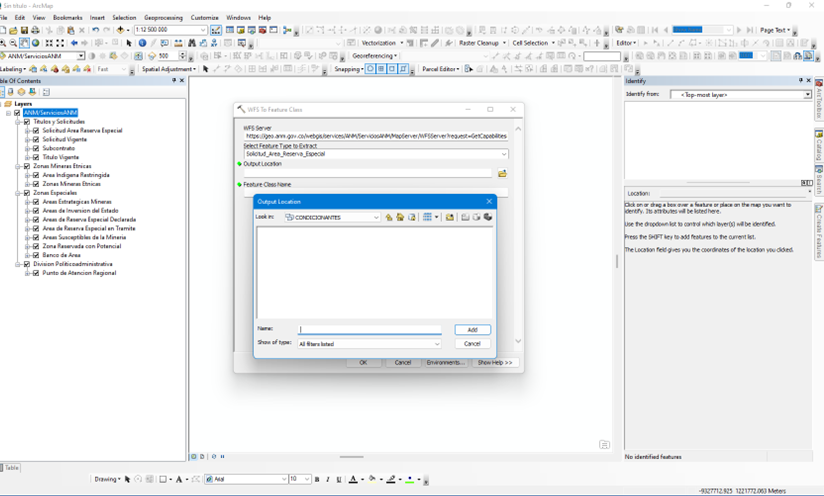 Sin titulo - ArcMap
File Edit View Bookmarks Insert Selection Geoprocessing Customize Windows Help
1:12 500 000
Page Text
Vectorization Raster Cleanup Cell Selection Editor
ANM/ServiciosANM 500 Georeferencing
Labeling Fast Spatial Adjustment Snapping Parcel Editor
Table Of Contents
Layers
ANM/ServiciosANM
Titulos y Solicitudes
Solicitud Area Reserva Especial
Solicitud Vigente
Subcontrato
Titulo Vigente
Zonas Mineras Etnicas
Area Indigena Restringida
Zonas Mineras Etnicas
Zonas Especiales
Areas Estrategicas Mineras
Areas de Inversion del Estado
Areas de Reserva Especial Declarada
Area de Reserva Especial en Tramite
Areas Susceptibles de la Mineria
Zona Reservada con Potencial
Banco de Area
Division Politicoadministrativa
Punto de Atencion Regional
WFS To Feature Class
WFS Server
https://geo.anm.gov.co/webgis/services/ANM/ServiciosANM/MapServer/WFSServer?request=GetCapabilities
Select Feature Type to Extract
Solicitud_Area_Reserva_Especial
Output Location
Feature Class Name
Output Location
Look in: CONDICIONANTES
Name:
Add
Show of type: All filters listed
Cancel
OK Cancel Environments... Show Help >>
Identify
Identify from: <Top-most layer>
Location:
Click on or drag a box over a feature or place on the map you want to
identify. Its attributes will be listed here.
Use the dropdown list to control which layer(s) will be identified.
Press the SHIFT key to add features to the current list.
The Location field gives you the coordinates of the location you clicked.
No identified features
ArcToolbox
Catalog
Search
Create Features
Table
Drawing Arial 10 B I U A
-9327712.925 1221772.063 Meters